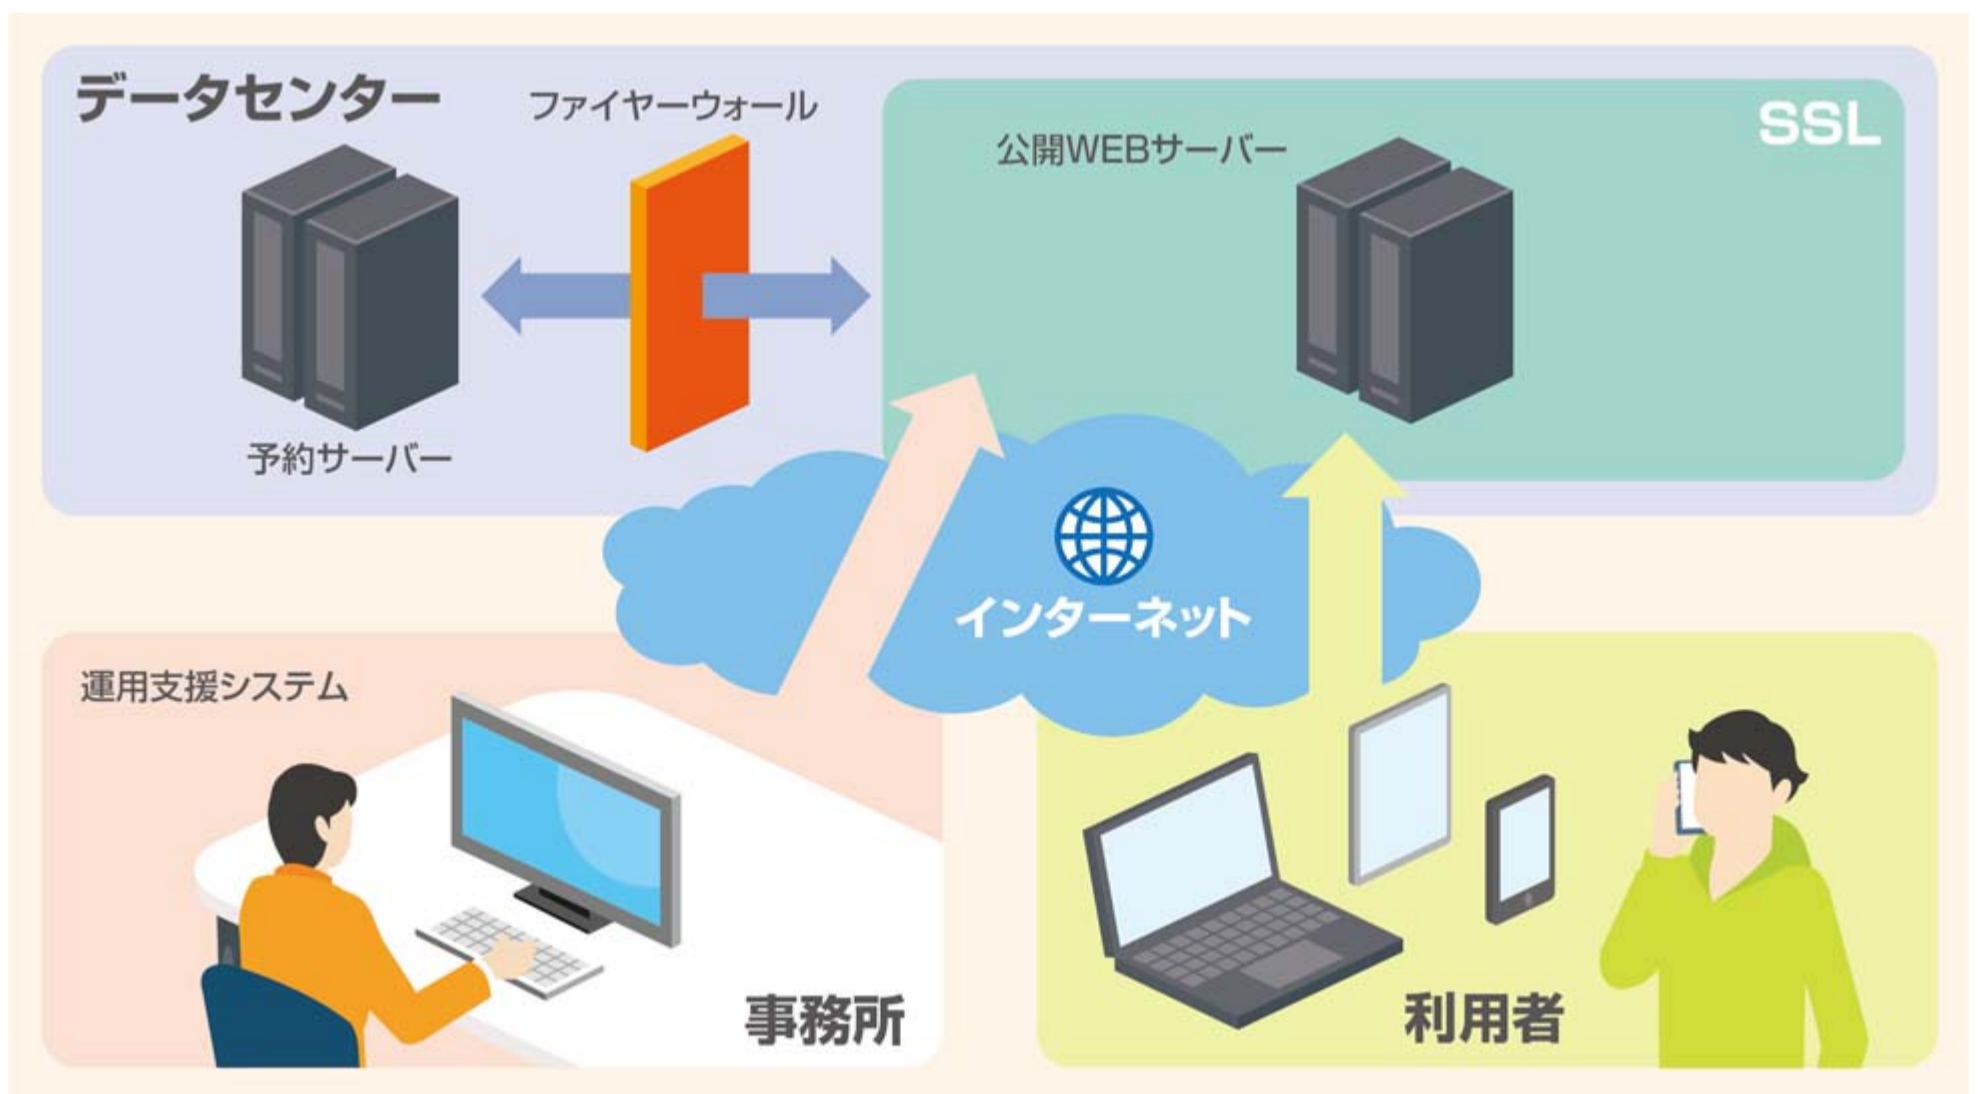 データセンター
ファイヤーウォール
SSL
公開WEBサーバー
予約サーバー
インターネット
運用支援システム
事務所
利用者